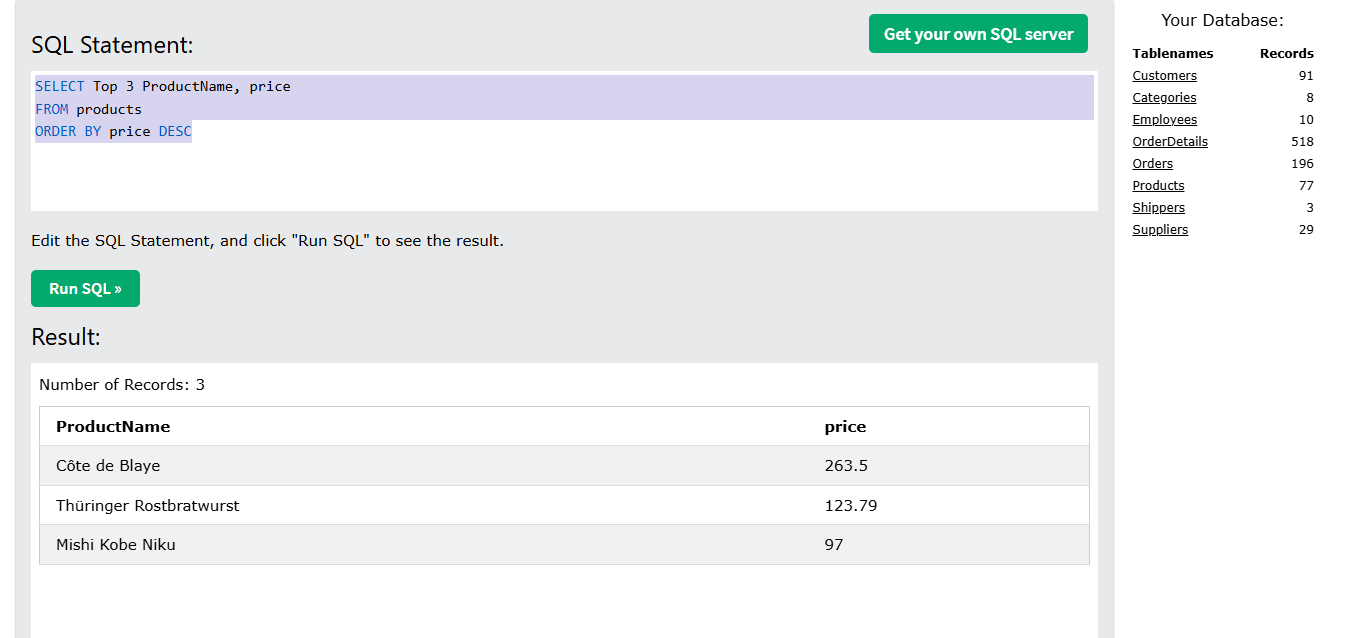 SQL Statement:
Get your own SQL server
SELECT Top 3 ProductName, price
FROM products
ORDER BY price DESC
Edit the SQL Statement, and click "Run SQL" to see the result.
Run SQL »
Result:
Number of Records: 3
ProductName price
Côte de Blaye 263.5
Thüringer Rostbratwurst 123.79
Mishi Kobe Niku 97
Your Database:
Tablenames Records
Customers 91
Categories 8
Employees 10
OrderDetails 518
Orders 196
Products 77
Shippers 3
Suppliers 29